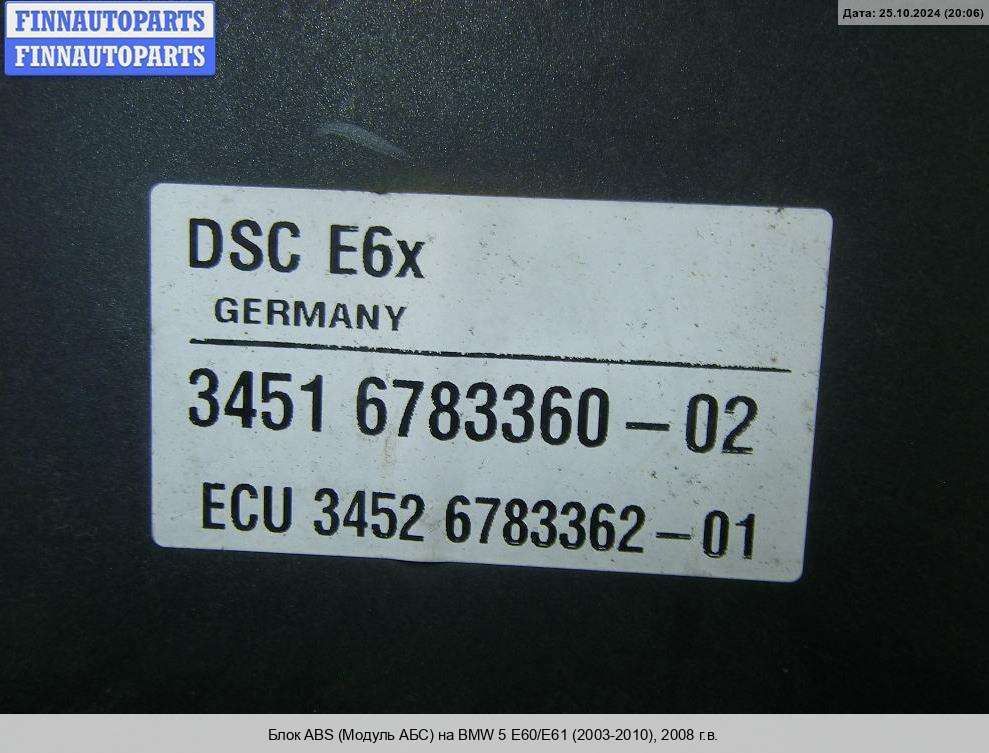 FINNAUTOPARTS
FINNAUTOPARTS
Дата: 25.10.2024 (20:06)
DSC E6x
GERMANY
3451 6783360-02
ECU 3452 6783362-01
Блок ABS (Модуль АБС) на BMW 5 E60/E61 (2003-2010), 2008 г.в.